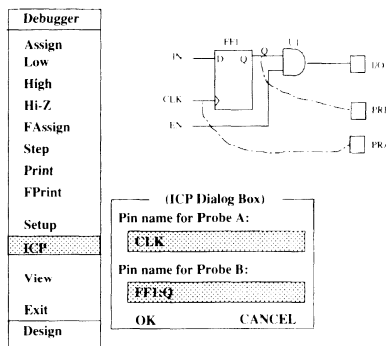 Debugger
Assign
Low
High
Hi-Z
FAssign
Step
Print
FPrint
Setup
ICP
View
Exit
Design
FF1
U1
IN
D
Q
Q
I/O
CLK
EN
(ICP Dialog Box)
Pin name for Probe A:
CLK
Pin name for Probe B:
FF1:Q
OK CANCEL